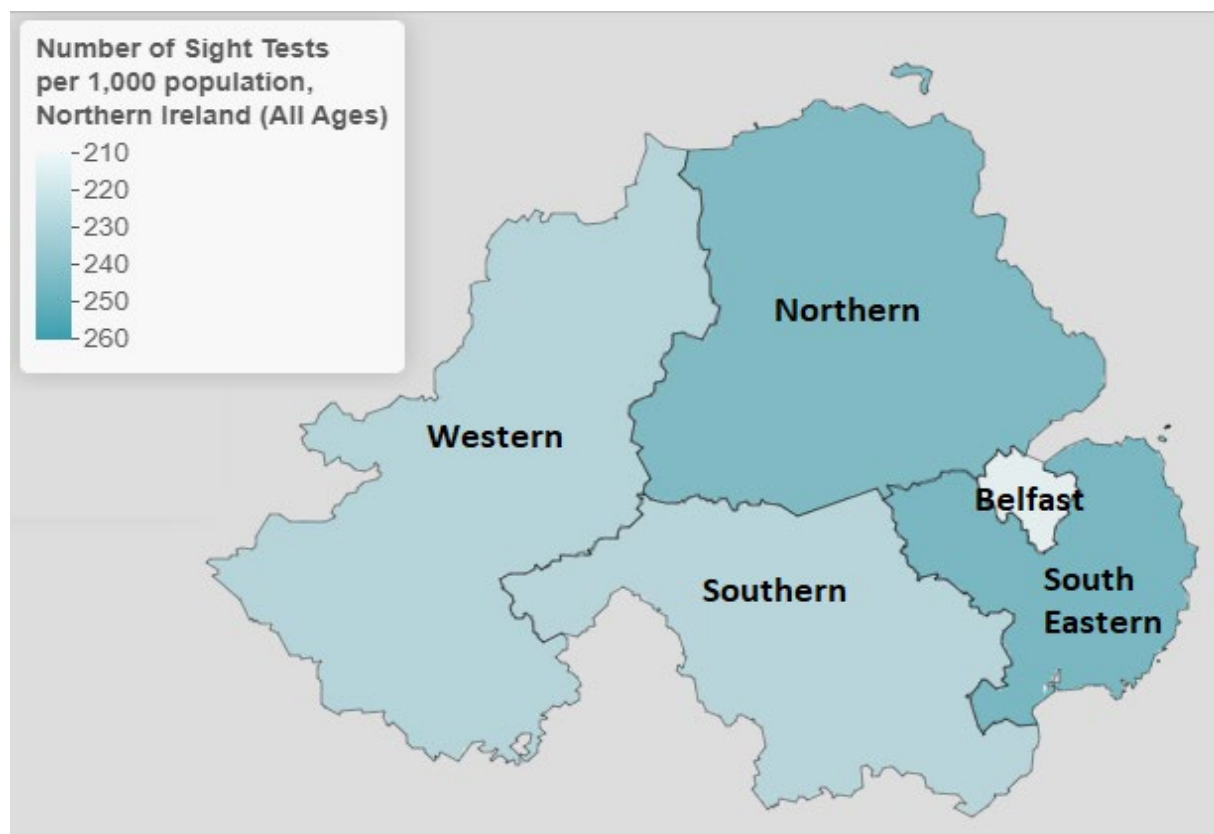 Number of Sight Tests
per 1,000 population,
Northern Ireland (All Ages)
210
220
230
240
250
260
Northern
Western
Belfast
Southern
South
Eastern